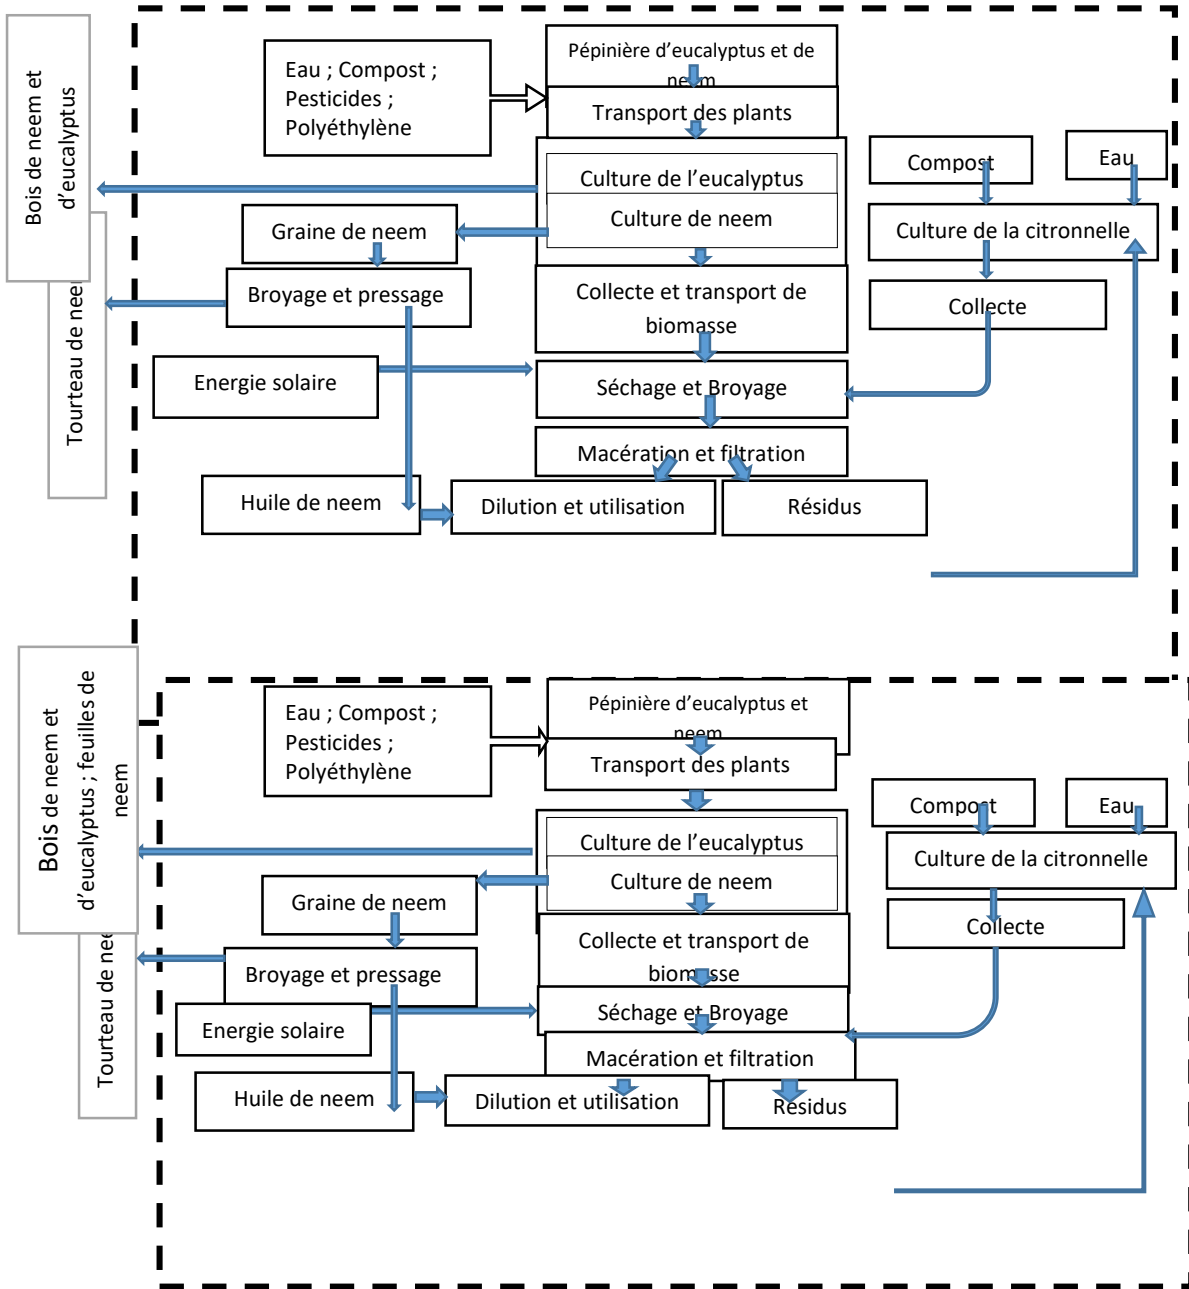 Bois de neem et
d’eucalyptus
Tourteau de neem
Eau ; Compost ;
Pesticides ;
Polyéthylène
Pépinière d’eucalyptus et de
neem
Transport des plants
Culture de l’eucalyptus
Culture de neem
Compost
Eau
Culture de la citronnelle
Collecte
Graine de neem
Broyage et pressage
Collecte et transport de
biomasse
Energie solaire
Séchage et Broyage
Macération et filtration
Huile de neem
Dilution et utilisation
Résidus
Bois de neem et
d’eucalyptus ; feuilles de
neem
Tourteau de neem
Eau ; Compost ;
Pesticides ;
Polyéthylène
Pépinière d’eucalyptus et
neem
Transport des plants
Culture de l’eucalyptus
Culture de neem
Compost
Eau
Culture de la citronnelle
Collecte
Graine de neem
Broyage et pressage
Collecte et transport de
biomasse
Energie solaire
Séchage et Broyage
Macération et filtration
Huile de neem
Dilution et utilisation
Résidus